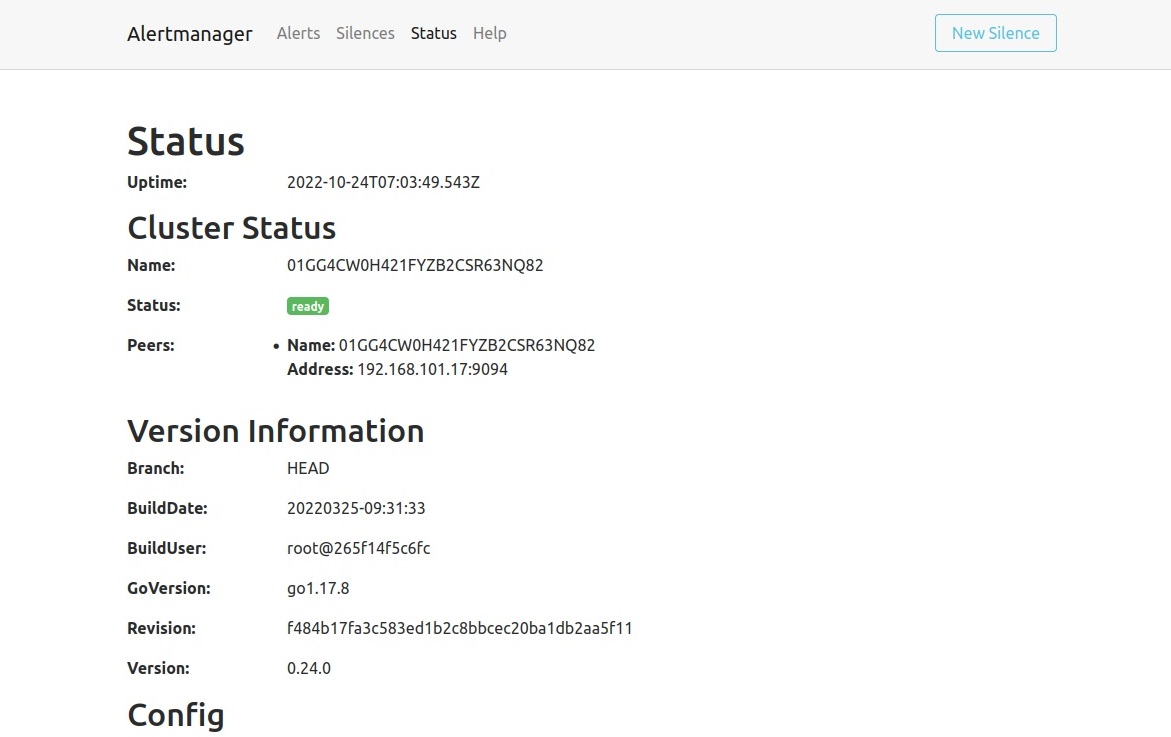 Alertmanager Alerts Silences Status Help New Silence
Status
Uptime: 2022-10-24T07:03:49.543Z
Cluster Status
Name: 01GG4CW0H421FYZB2CSR63NQ82
Status: ready
Peers: • Name: 01GG4CW0H421FYZB2CSR63NQ82
Address: 192.168.101.17:9094
Version Information
Branch: HEAD
BuildDate: 20220325-09:31:33
BuildUser: root@265f14f5c6fc
GoVersion: go1.17.8
Revision: f484b17fa3c583ed1b2c8bbcec20ba1db2aa5f11
Version: 0.24.0
Config